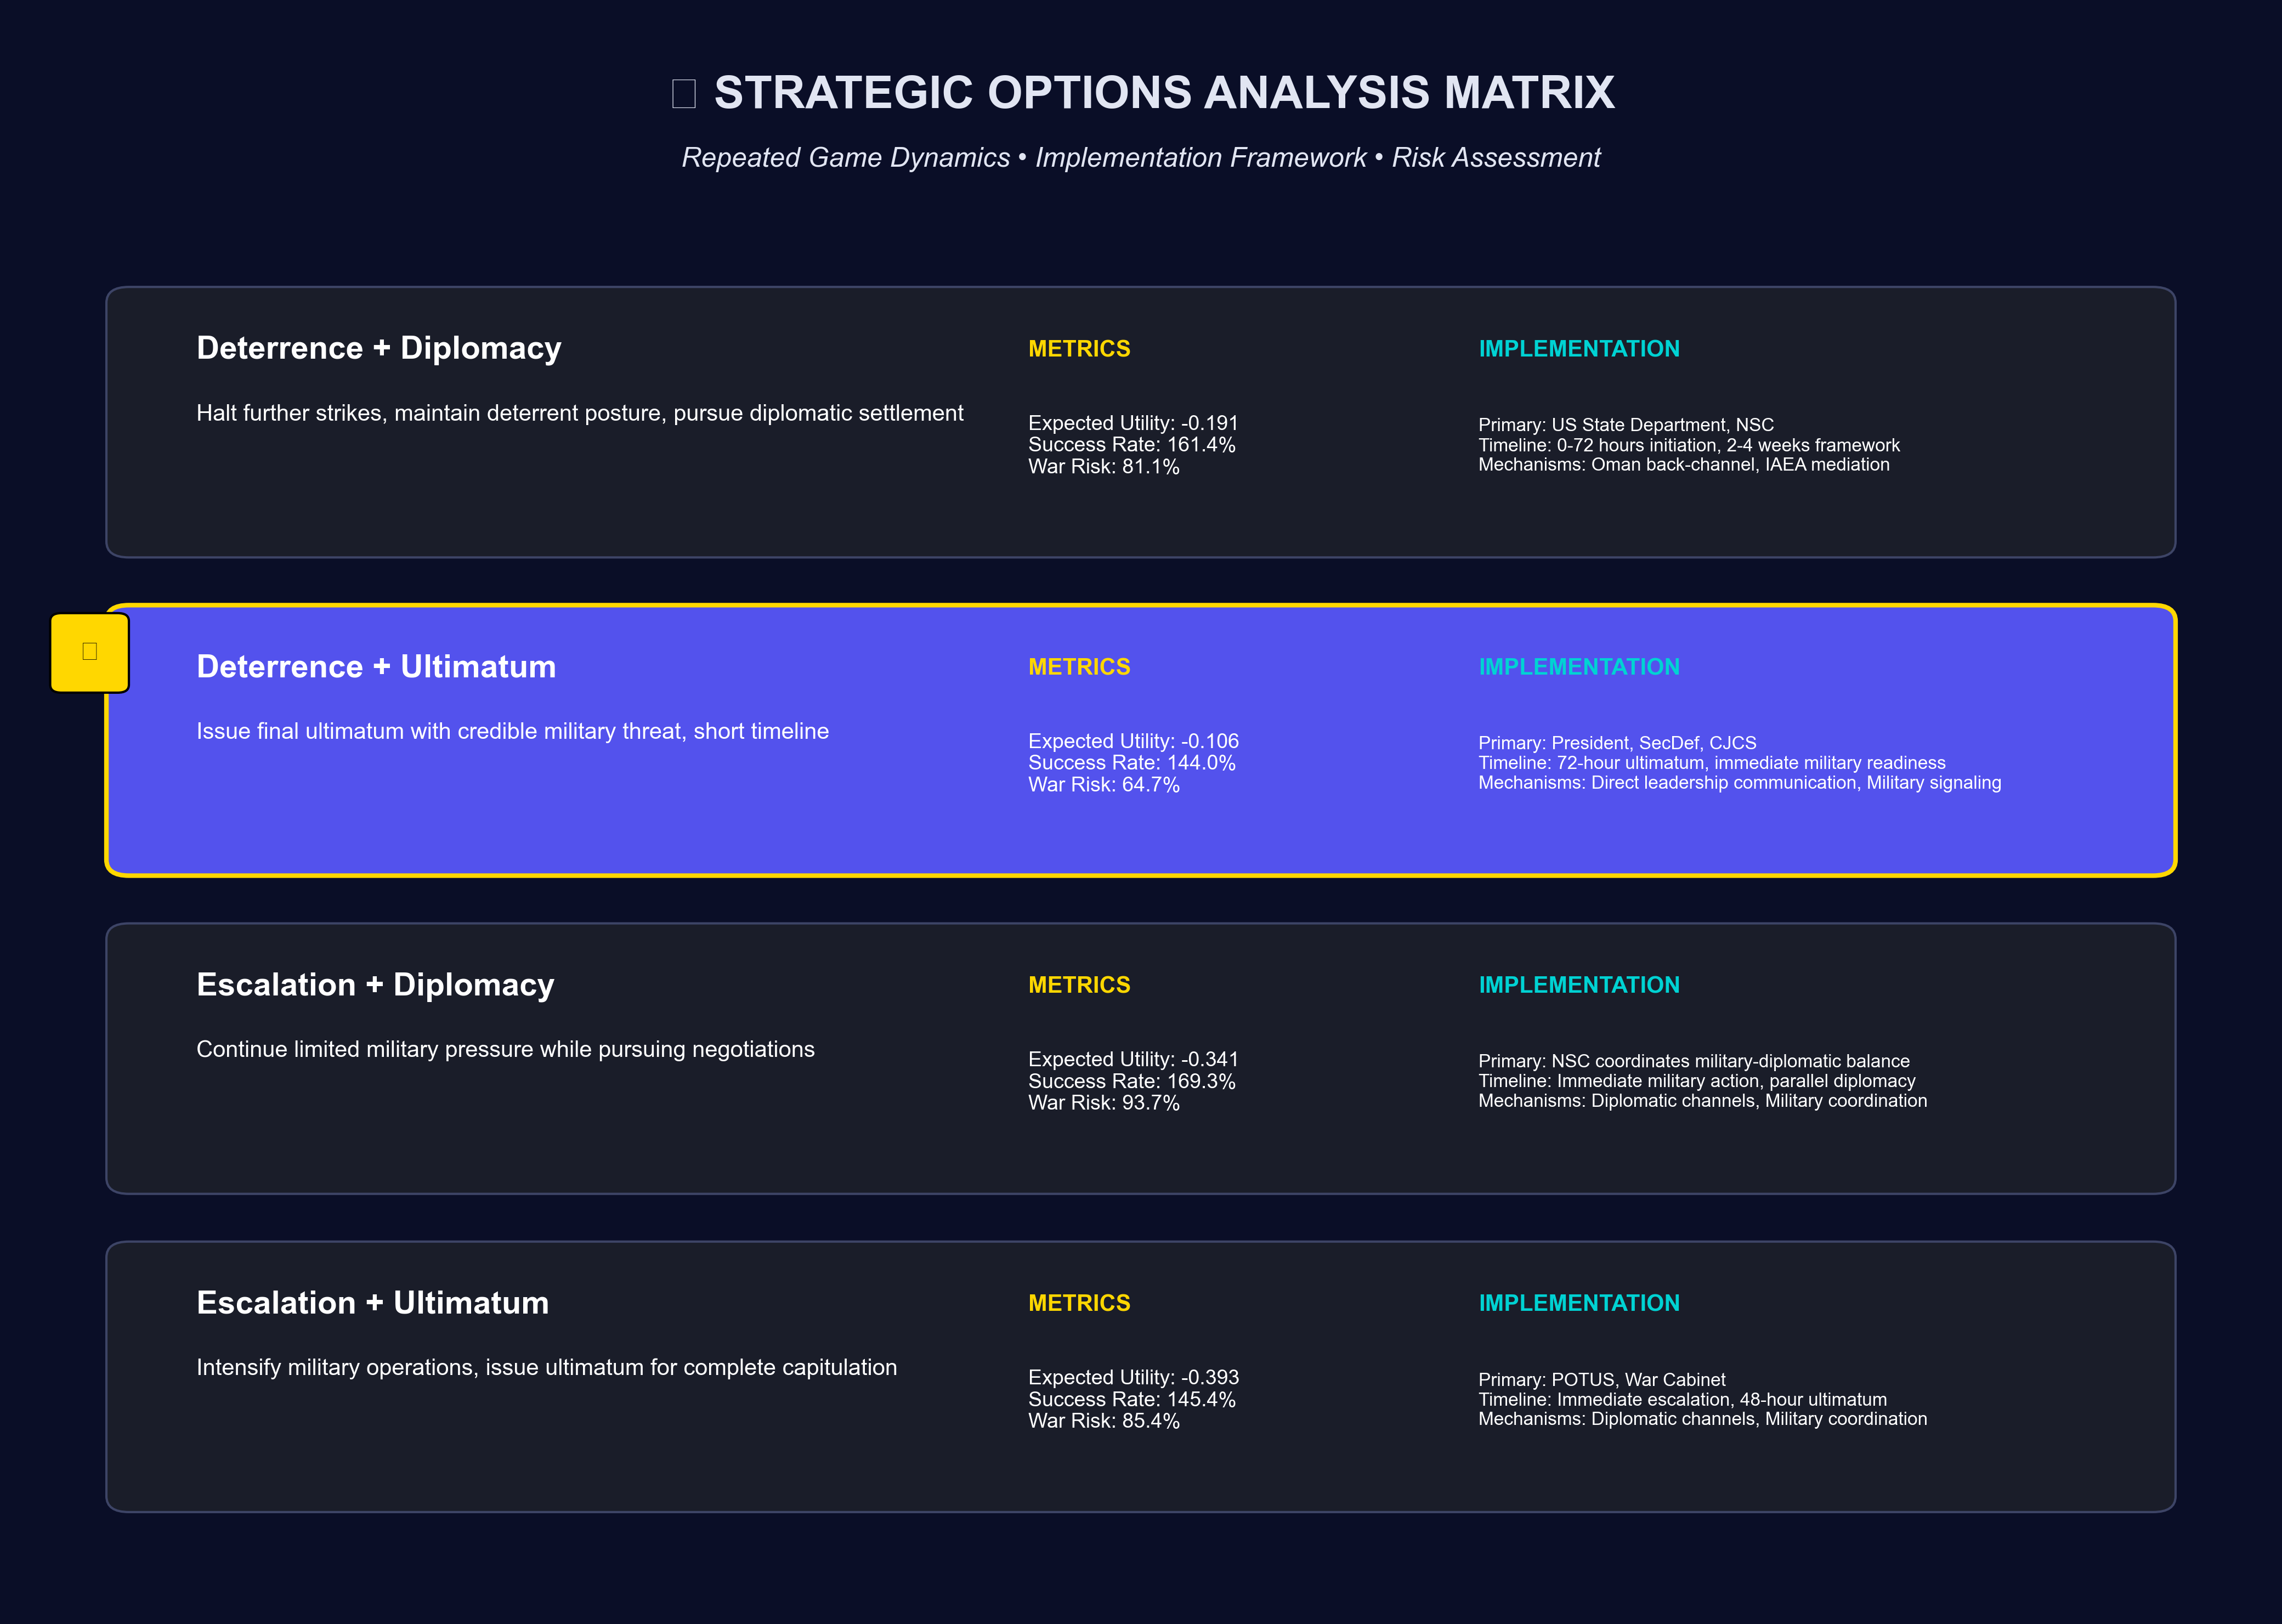 STRATEGIC OPTIONS ANALYSIS MATRIX
Repeated Game Dynamics • Implementation Framework • Risk Assessment
Deterrence + Diplomacy
Halt further strikes, maintain deterrent posture, pursue diplomatic settlement
METRICS
Expected Utility: -0.191
Success Rate: 161.4%
War Risk: 81.1%
IMPLEMENTATION
Primary: US State Department, NSC
Timeline: 0-72 hours initiation, 2-4 weeks framework
Mechanisms: Oman back-channel, IAEA mediation
Deterrence + Ultimatum
Issue final ultimatum with credible military threat, short timeline
METRICS
Expected Utility: -0.106
Success Rate: 144.0%
War Risk: 64.7%
IMPLEMENTATION
Primary: President, SecDef, CJCS
Timeline: 72-hour ultimatum, immediate military readiness
Mechanisms: Direct leadership communication, Military signaling
Escalation + Diplomacy
Continue limited military pressure while pursuing negotiations
METRICS
Expected Utility: -0.341
Success Rate: 169.3%
War Risk: 93.7%
IMPLEMENTATION
Primary: NSC coordinates military-diplomatic balance
Timeline: Immediate military action, parallel diplomacy
Mechanisms: Diplomatic channels, Military coordination
Escalation + Ultimatum
Intensify military operations, issue ultimatum for complete capitulation
METRICS
Expected Utility: -0.393
Success Rate: 145.4%
War Risk: 85.4%
IMPLEMENTATION
Primary: POTUS, War Cabinet
Timeline: Immediate escalation, 48-hour ultimatum
Mechanisms: Diplomatic channels, Military coordination